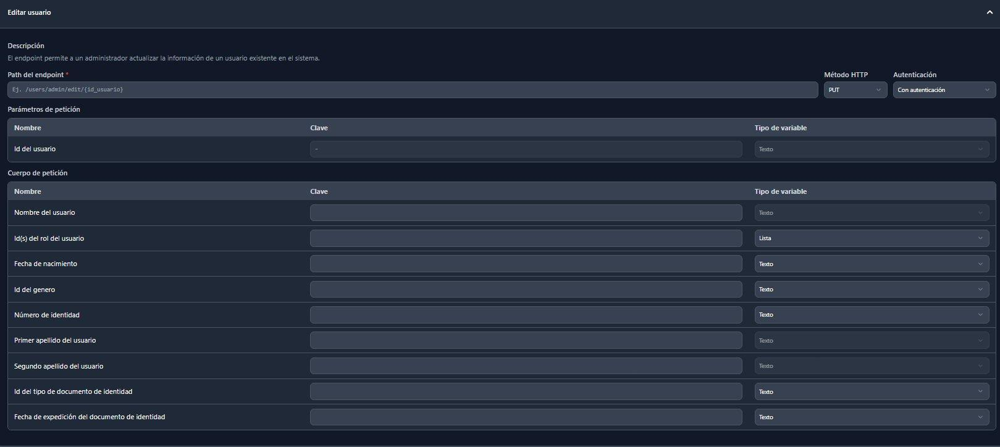 Editar usuario
Descripción
El endpoint permite a un administrador actualizar la información de un usuario existente en el sistema.
Path del endpoint * Método HTTP Autenticación
Ej. /users/admin/edit/{id_usuario} PUT Con autenticación
Parámetros de petición
Nombre Clave Tipo de variable
Id del usuario - Texto
Cuerpo de petición
Nombre Clave Tipo de variable
Nombre del usuario Texto
Id(s) del rol del usuario Lista
Fecha de nacimiento Texto
Id del genero Texto
Número de identidad Texto
Primer apellido del usuario Texto
Segundo apellido del usuario Texto
Id del tipo de documento de identidad Texto
Fecha de expedición del documento de identidad Texto